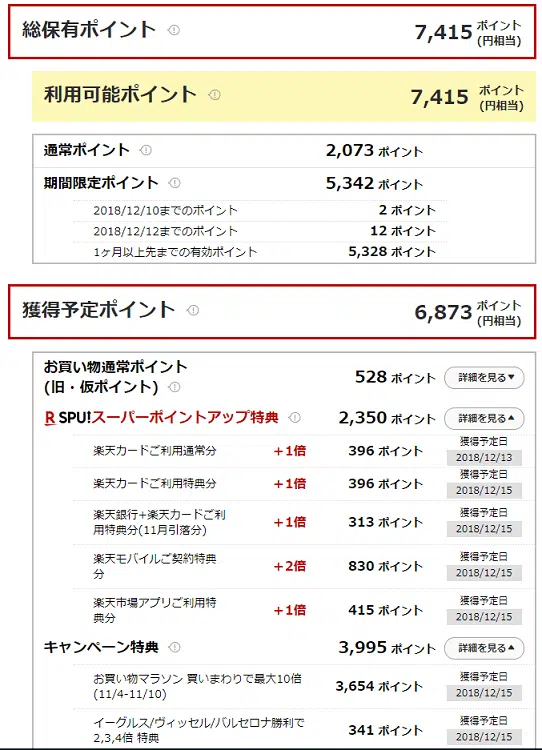 総保有ポイント 7,415 ポイント
(円相当)
利用可能ポイント 7,415 ポイント
(円相当)
通常ポイント 2,073 ポイント
期間限定ポイント 5,342 ポイント
2018/12/10までのポイント 2 ポイント
2018/12/12までのポイント 12 ポイント
1ヶ月以上先までの有効ポイント 5,328 ポイント
獲得予定ポイント 6,873 ポイント
(円相当)
お買い物通常ポイント
(旧・仮ポイント) 528 ポイント 詳細を見る▼
R SPU!スーパーポイントアップ特典 2,350 ポイント 詳細を見る▲
楽天カードご利用通常分 +1倍 396 ポイント 獲得予定日
2018/12/13
楽天カードご利用特典分 +1倍 396 ポイント 獲得予定日
2018/12/15
楽天銀行+楽天カードご利
用特典分(11月引落分) +1倍 313 ポイント 獲得予定日
2018/12/15
楽天モバイルご契約特典
分 +2倍 830 ポイント 獲得予定日
2018/12/15
楽天市場アプリご利用特
典分 +1倍 415 ポイント 獲得予定日
2018/12/15
キャンペーン特典 3,995 ポイント 詳細を見る▲
お買い物マラソン 買いまわりで最大10倍
(11/4-11/10) 3,654 ポイント 獲得予定日
2018/12/15
イーグルス/ヴィッセル/バルセロナ勝利で
2,3,4倍 特典 341 ポイント 獲得予定日
2018/12/15